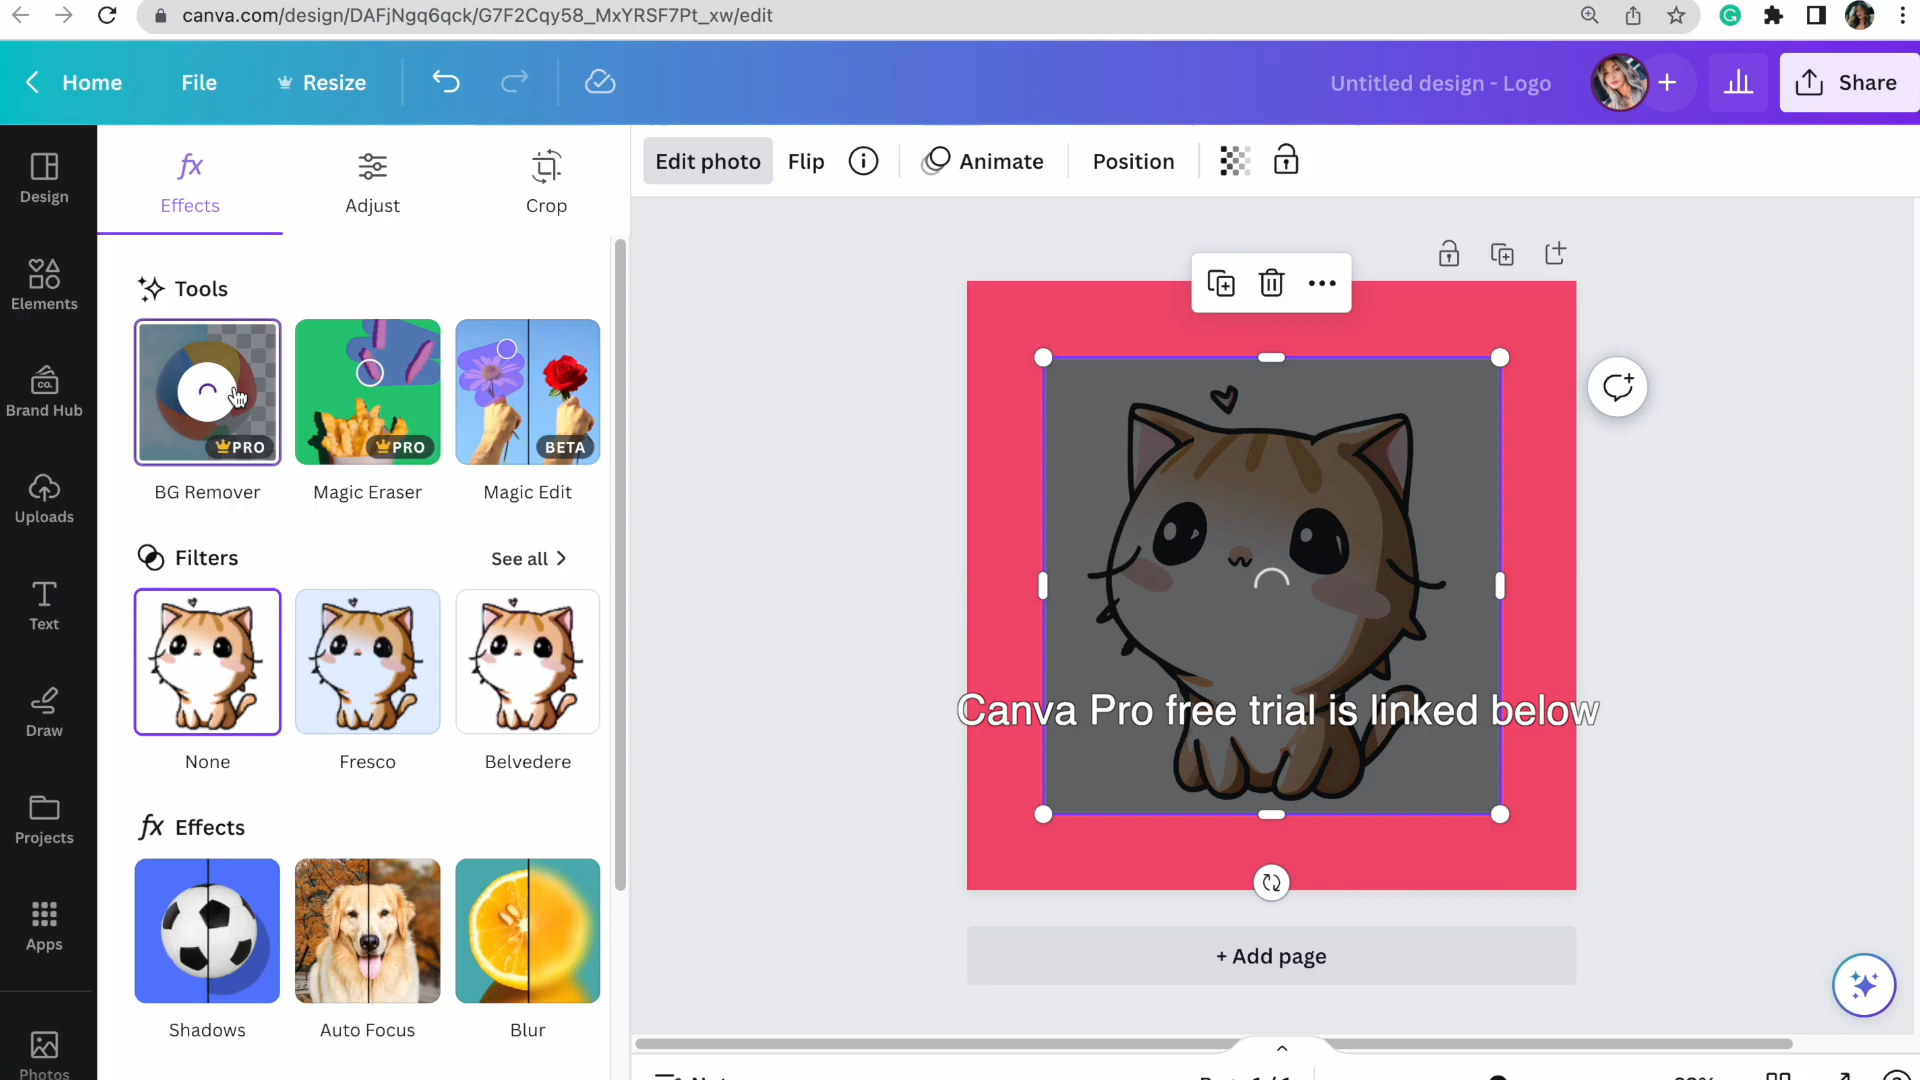 canva.com/design/DAFjNgq6qck/G7F2Cqy58_MxYRSF7Pt_xw/edit
Home File Resize Untitled design - Logo Share
Design
Elements
CO.
Brand Hub
Uploads
Text
Draw
Projects
Apps
Photos
Effects Adjust Crop
Tools
PRO PRO BETA
BG Remover Magic Eraser Magic Edit
Filters See all
None Fresco Belvedere
fx Effects
Shadows Auto Focus Blur
Edit photo Flip Animate Position
Canva Pro free trial is linked below
+ Add page